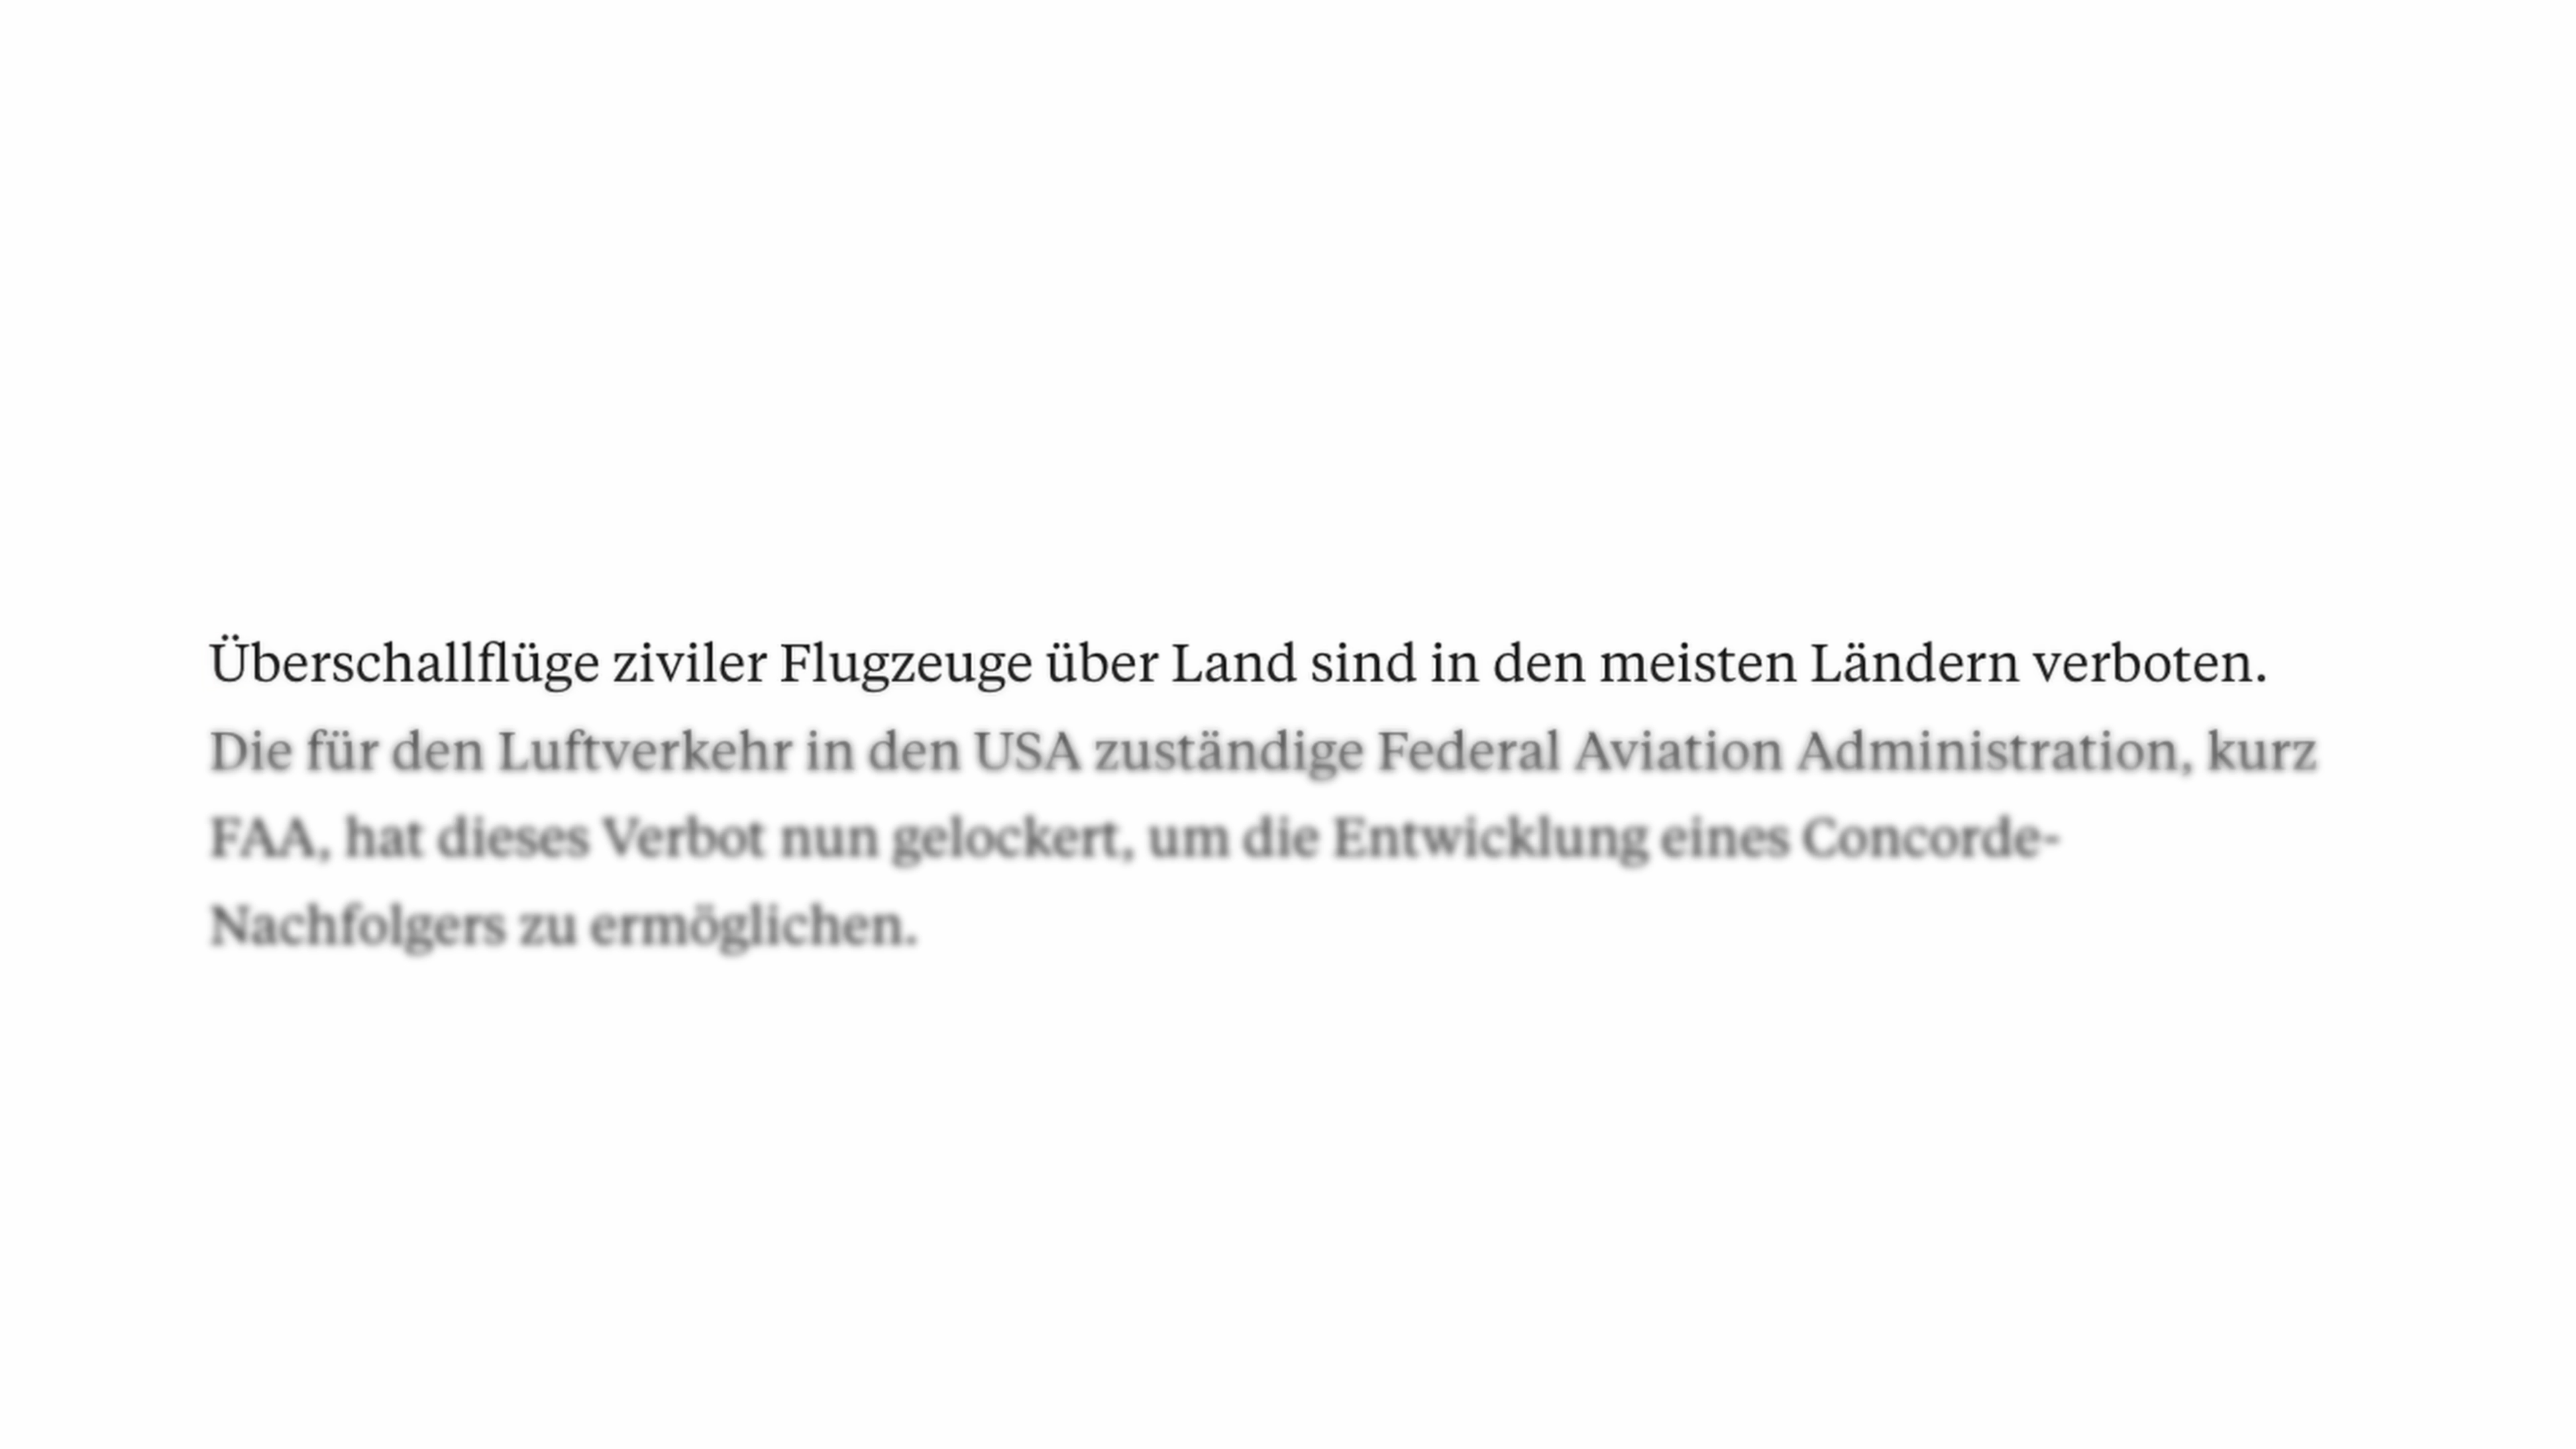 Überschallflüge ziviler Flugzeuge über Land sind in den meisten Ländern verboten.
Die für den Luftverkehr in den USA zuständige Federal Aviation Administration, kurz
FAA, hat dieses Verbot nun gelockert, um die Entwicklung eines Concorde-
Nachfolgers zu ermöglichen.